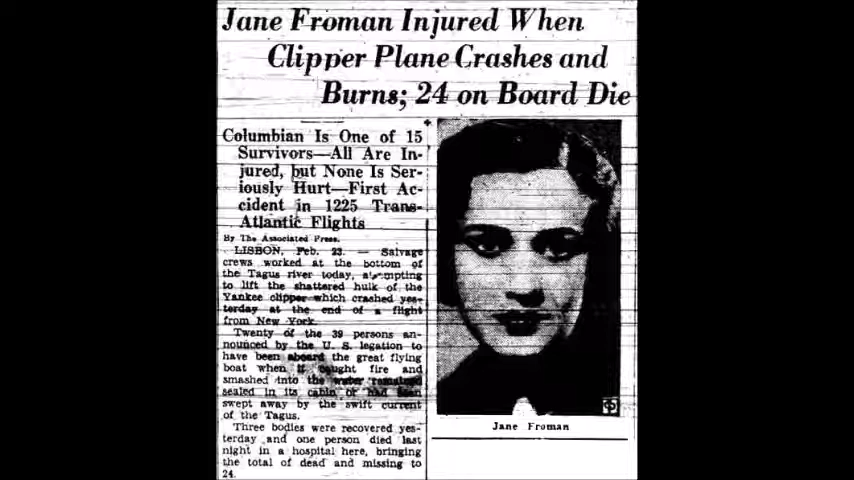 Jane Froman Injured When
Clipper Plane Crashes and
Burns; 24 on Board Die
Columbian Is One of 15
Survivors—All Are In-
jured, but None Is Ser-
iously Hurt—First Ac-
cident in 1225 Trans-
Atlantic Flights
By The Associated Press.
LISBON, Feb. 23. — Salvage
crews worked at the bottom of
the Tagus river today, attempting
to lift the shattered hulk of the
Yankee clipper which crashed yes-
terday at the end of a flight
from New York.
Twenty of the 39 persons an-
nounced by the U. S. legation to
have been aboard the great flying
boat when it caught fire and
smashed into the water remained
sealed in its cabin or had been
swept away by the swift current
of the Tagus.
Three bodies were recovered yes-
terday and one person died last
night in a hospital here, bringing
the total of dead and missing to
24.
Jane Froman